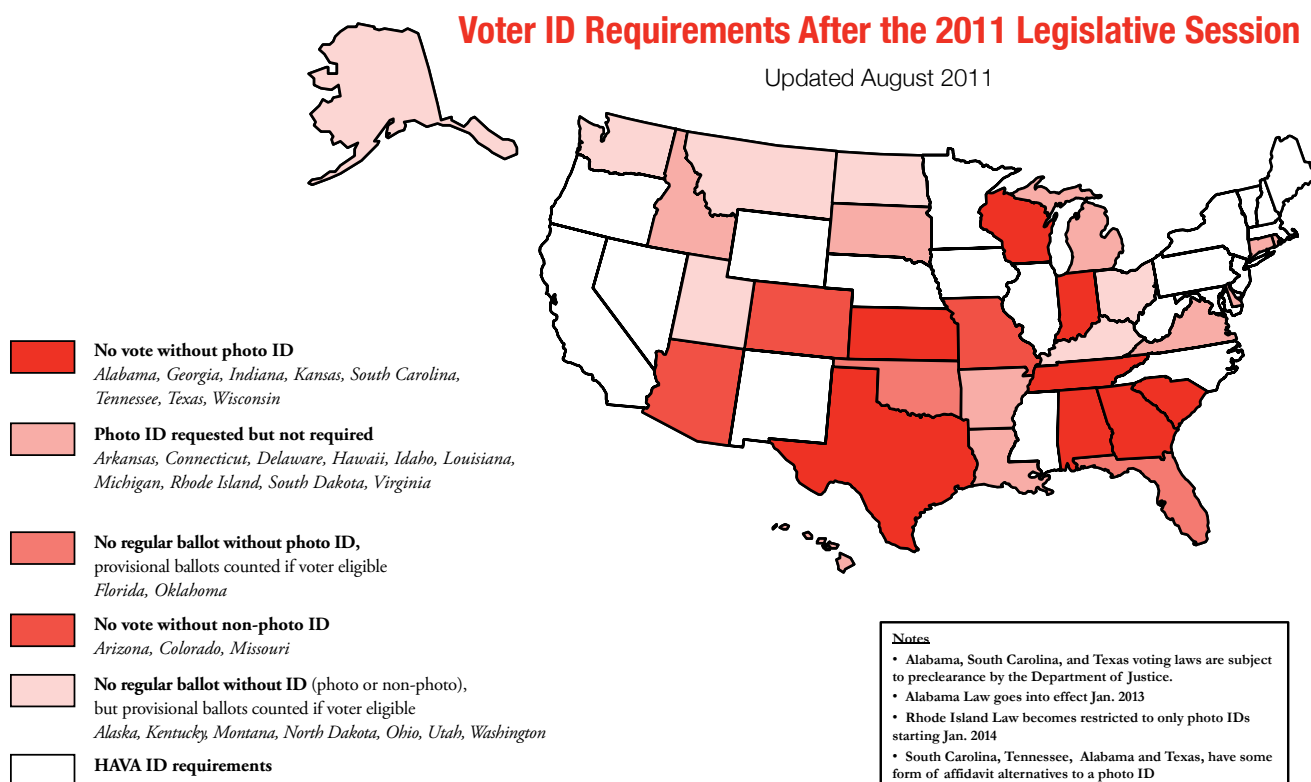 Voter ID Requirements After the 2011 Legislative Session
Updated August 2011
No vote without photo ID
Alabama, Georgia, Indiana, Kansas, South Carolina,
Tennessee, Texas, Wisconsin
Photo ID requested but not required
Arkansas, Connecticut, Delaware, Hawaii, Idaho, Louisiana,
Michigan, Rhode Island, South Dakota, Virginia
No regular ballot without photo ID,
provisional ballots counted if voter eligible
Florida, Oklahoma
No vote without non-photo ID
Arizona, Colorado, Missouri
No regular ballot without ID (photo or non-photo),
but provisional ballots counted if voter eligible
Alaska, Kentucky, Montana, North Dakota, Ohio, Utah, Washington
HAVA ID requirements
Notes
• Alabama, South Carolina, and Texas voting laws are subject
to preclearance by the Department of Justice.
• Alabama Law goes into effect Jan. 2013
• Rhode Island Law becomes restricted to only photo IDs
starting Jan. 2014
• South Carolina, Tennessee, Alabama and Texas, have some
form of affidavit alternatives to a photo ID